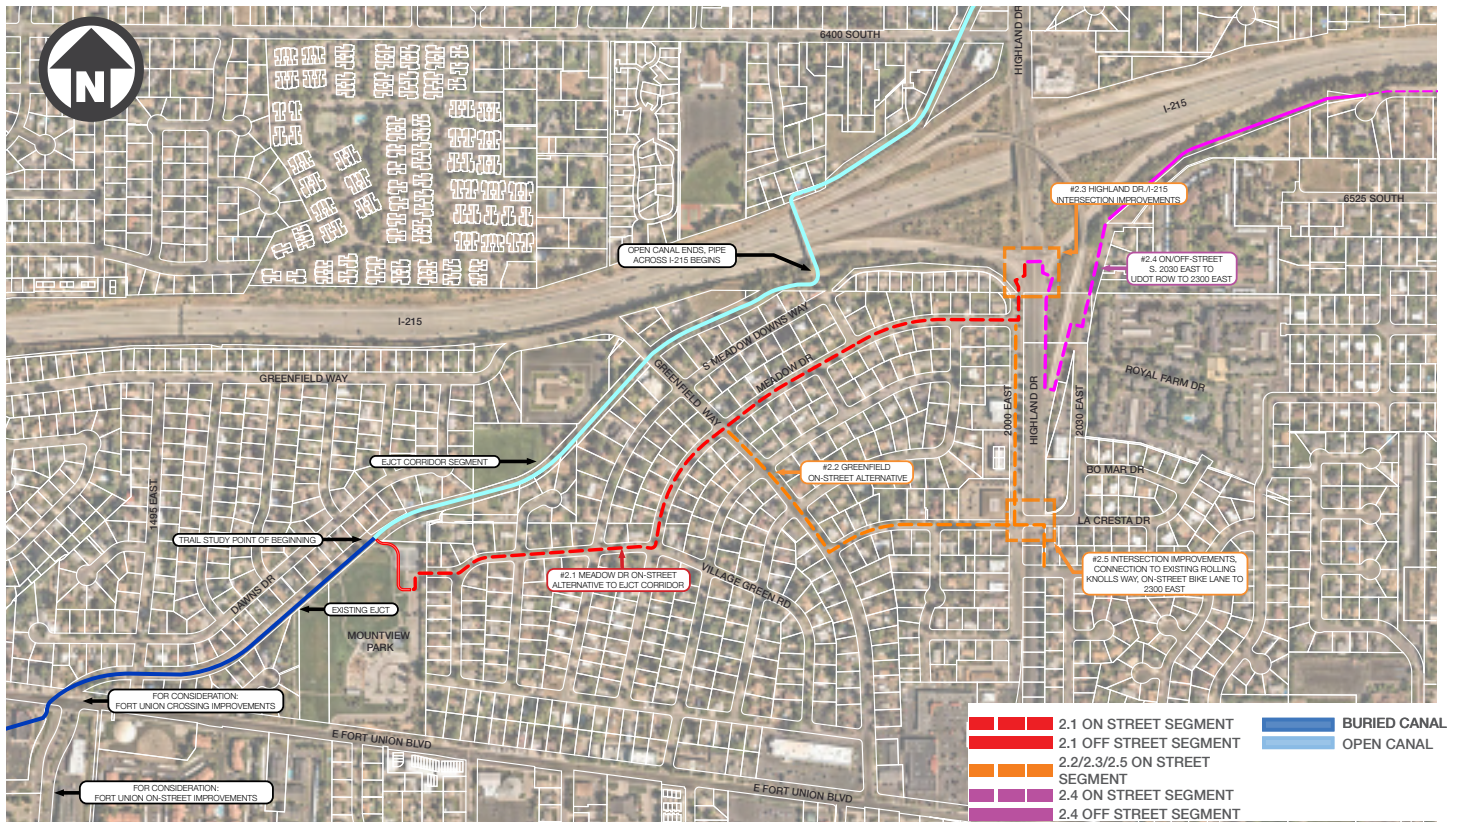 N
6400 SOUTH
HIGHLAND DR
I-215
#2.3 HIGHLAND DR./I-215
INTERSECTION IMPROVEMENTS
6525 SOUTH
OPEN CANAL ENDS, PIPE
ACROSS I-215 BEGINS
#2.4 ON/OFF-STREET
S. 2030 EAST TO
UDOT ROW TO 2300 EAST
I-215
S MEADOW DOWNS WAY
MEADOW DR
GREENFIELD WAY
GREENFIELD WAY
ROYAL FARM DR
2000 EAST
HIGHLAND DR
2030 EAST
EJCT CORRIDOR SEGMENT
#2.2 GREENFIELD
ON-STREET ALTERNATIVE
BO MAR DR
1495 EAST
LA CRESTA DR
TRAIL STUDY POINT OF BEGINNING
#2.1 MEADOW DR ON-STREET
ALTERNATIVE TO EJCT CORRIDOR
VILLAGE GREEN RD
#2.5 INTERSECTION IMPROVEMENTS,
CONNECTION TO EXISTING ROLLING
KNOLLS WAY, ON-STREET BIKE LANE TO
2300 EAST
DAWNS DR
EXISTING EJCT
MOUNTVIEW
PARK
FOR CONSIDERATION:
FORT UNION CROSSING IMPROVEMENTS
E FORT UNION BLVD
FOR CONSIDERATION:
FORT UNION ON-STREET IMPROVEMENTS
E FORT UNION BLVD
2.1 ON STREET SEGMENT
2.1 OFF STREET SEGMENT
2.2/2.3/2.5 ON STREET
SEGMENT
2.4 ON STREET SEGMENT
2.4 OFF STREET SEGMENT
BURIED CANAL
OPEN CANAL